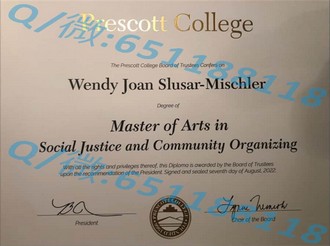 Prescott College
The Prescott College Board of Trustees Confers on
Wendy Joan Slusar-Mischler
Degree of
Master of Arts in
Social Justice and Community Organizing
With all the rights and privileges thereof, this Diploma is awarded by the Board of Trustees
upon the recommendation of the President. Signed and sealed seventh day of August, 2022.
President
Chair of the Board
Q/微:651188118
Q/微:651188118